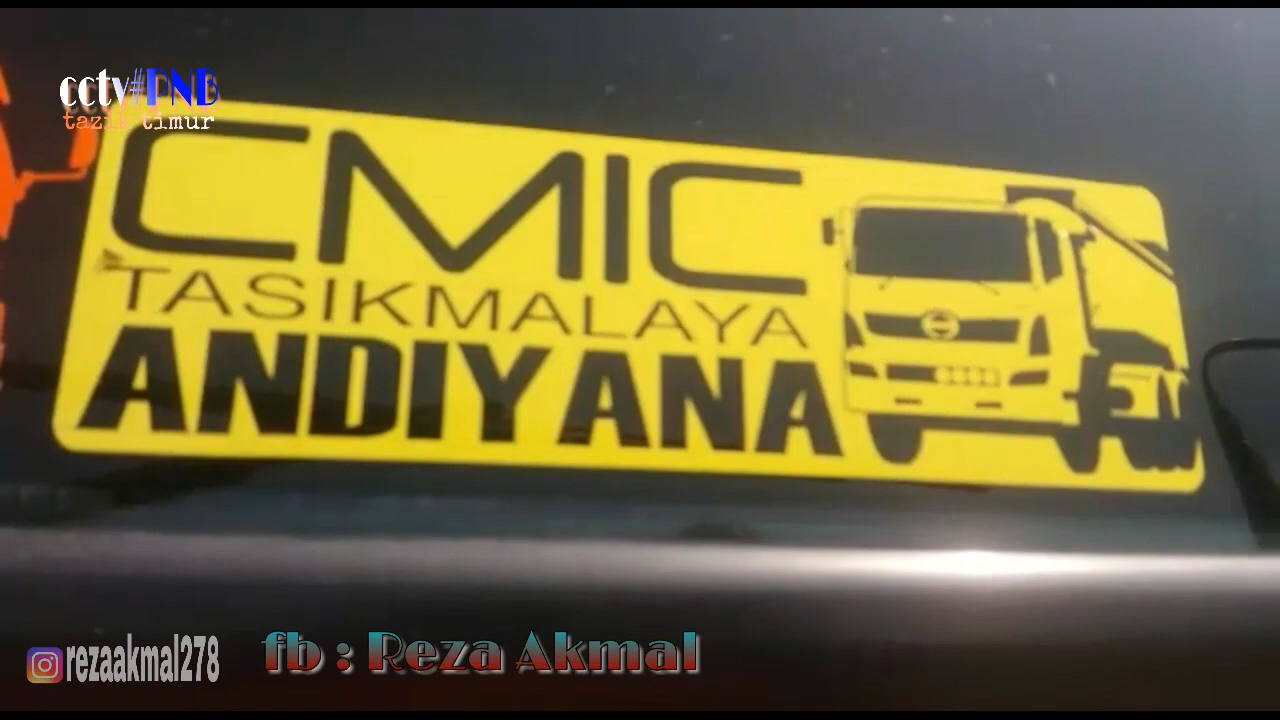 cctv#PNB
tazik timur
CMIC
TASIKMALAYA
ANDIYANA
rezaakmal278
fb : Reza Akmal